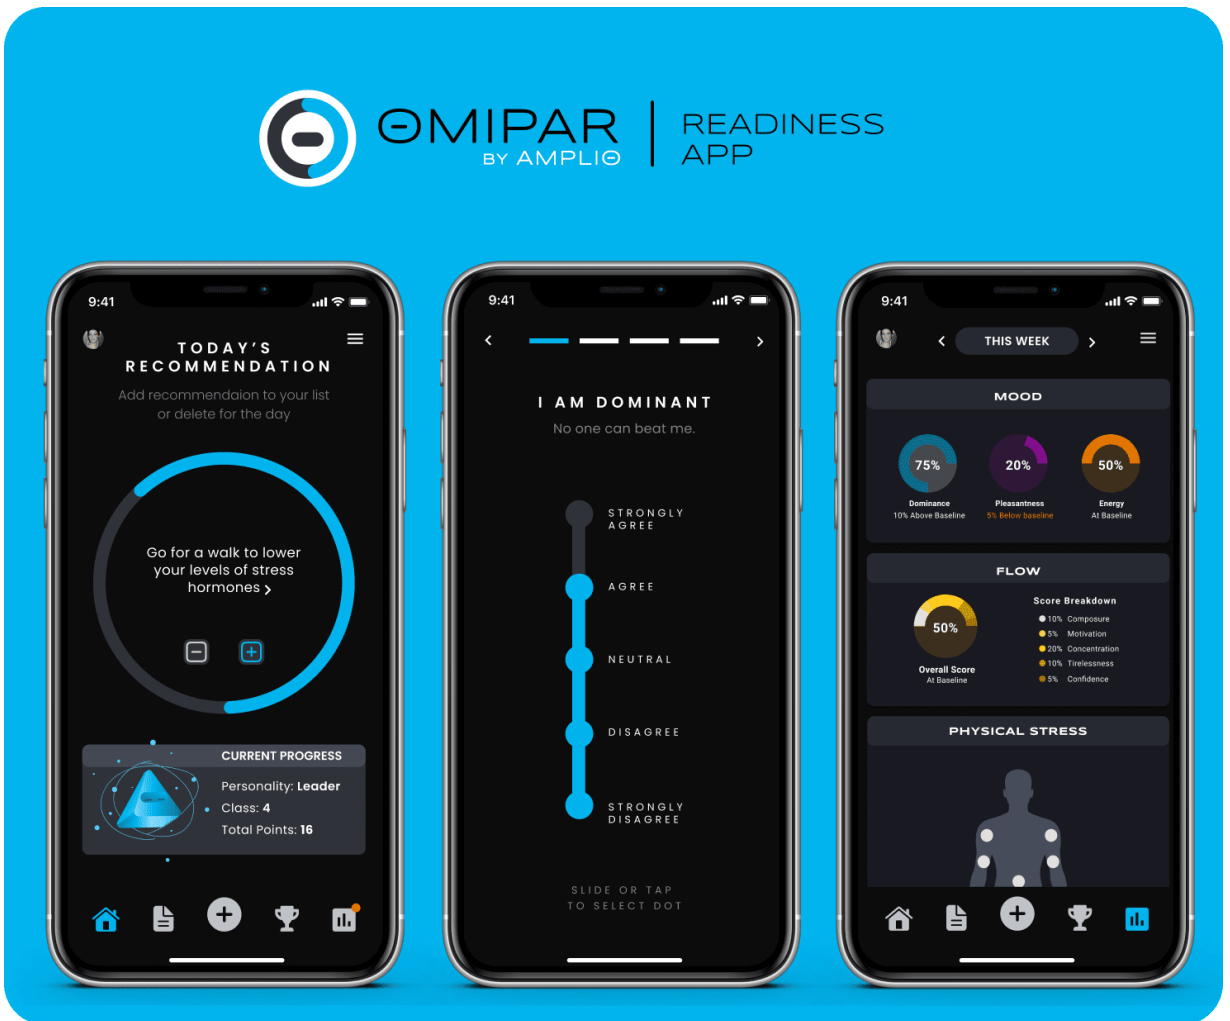 OMIPAR
BY AMPLIO
READINESS
APP
9:41
TODAY'S
RECOMMENDATION
Add recommendaion to your list
or delete for the day
Go for a walk to lower
your levels of stress
hormones >
CURRENT PROGRESS
Personality: Leader
Class: 4
Total Points: 16
9:41
I AM DOMINANT
No one can beat me.
STRONGLY
AGREE
AGREE
NEUTRAL
DISAGREE
STRONGLY
DISAGREE
SLIDE OR TAP
TO SELECT DOT
9:41
THIS WEEK
MOOD
75%
20%
50%
Dominance
Pleasantness
Energy
10% Above Baseline
5% Below baseline
At Baseline
FLOW
50%
Overall Score
At Baseline
Score Breakdown
10% Composure
5% Motivation
20% Concentration
10% Tirelessness
5% Confidence
PHYSICAL STRESS